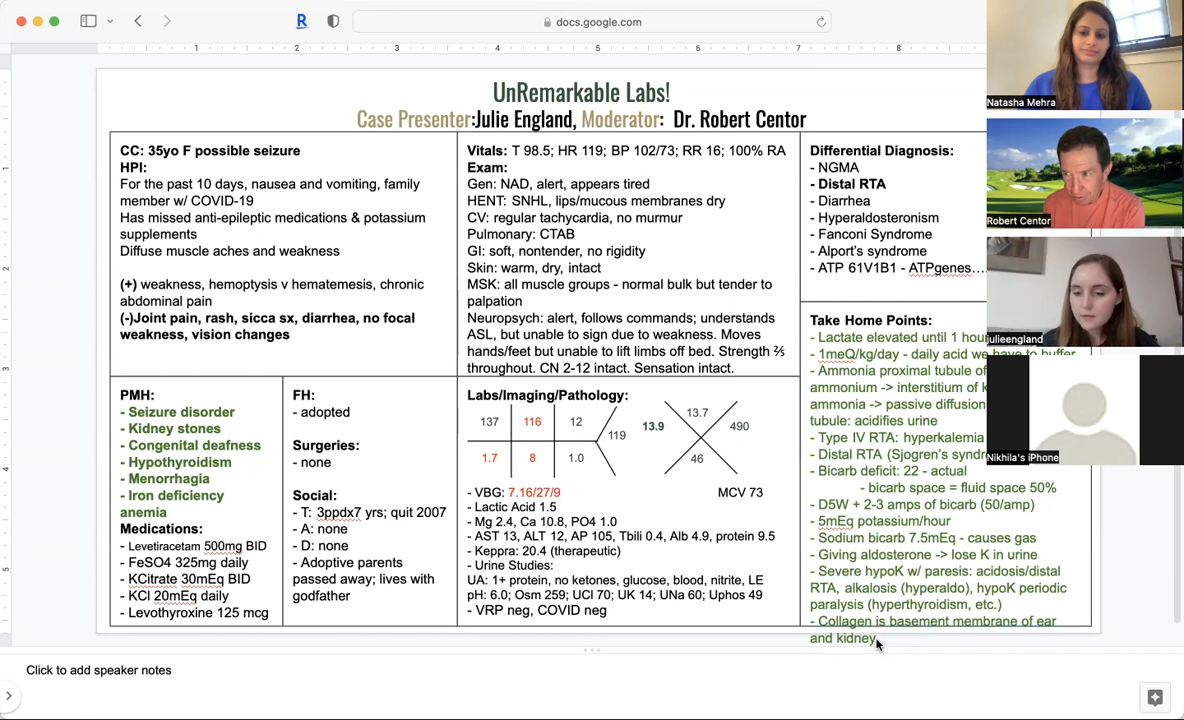 docs.google.com
1 2 3 4 5 6 7 8
UnRemarkable Labs!
Case Presenter:Julie England, Moderator: Dr. Robert Centor
CC: 35yo F possible seizure
HPI:
For the past 10 days, nausea and vomiting, family
member w/ COVID-19
Has missed anti-epileptic medications & potassium
supplements
Diffuse muscle aches and weakness
(+) weakness, hemoptysis v hematemesis, chronic
abdominal pain
(-)Joint pain, rash, sicca sx, diarrhea, no focal
weakness, vision changes
Vitals: T 98.5; HR 119; BP 102/73; RR 16; 100% RA
Exam:
Gen: NAD, alert, appears tired
HENT: SNHL, lips/mucous membranes dry
CV: regular tachycardia, no murmur
Pulmonary: CTAB
GI: soft, nontender, no rigidity
Skin: warm, dry, intact
MSK: all muscle groups - normal bulk but tender to
palpation
Neuropsych: alert, follows commands; understands
ASL, but unable to sign due to weakness. Moves
hands/feet but unable to lift limbs off bed. Strength ⅖
throughout. CN 2-12 intact. Sensation intact.
Differential Diagnosis:
- NGMA
- Distal RTA
- Diarrhea
- Hyperaldosteronism
- Fanconi Syndrome
- Alport's syndrome
- ATP 61V1B1 - ATPgenes…
Take Home Points:
- Lactate elevated until 1 hou
- 1meQ/kg/day - daily acid we have to buffer
- Ammonia proximal tubule of
ammonium -> interstitium of k
ammonia -> passive diffusion
tubule: acidifies urine
- Type IV RTA: hyperkalemia
- Distal RTA (Sjogren's syndr
- Bicarb deficit: 22 - actual
- bicarb space = fluid space 50%
- D5W + 2-3 amps of bicarb (50/amp)
- 5mEq potassium/hour
- Sodium bicarb 7.5mEq - causes gas
- Giving aldosterone -> lose K in urine
- Severe hypoK w/ paresis: acidosis/distal
RTA, alkalosis (hyperaldo), hypoK periodic
paralysis (hyperthyroidism, etc.)
- Collagen is basement membrane of ear
and kidney
PMH:
- Seizure disorder
- Kidney stones
- Congenital deafness
- Hypothyroidism
- Menorrhagia
- Iron deficiency
anemia
Medications:
- Levetiracetam 500mg BID
- FeSO4 325mg daily
- KCitrate 30mEq BID
- KCl 20mEq daily
- Levothyroxine 125 mcg
FH:
- adopted
Surgeries:
- none
Social:
- T: 3ppdx7 yrs; quit 2007
- A: none
- D: none
- Adoptive parents
passed away; lives with
godfather
Labs/Imaging/Pathology:
137 116 12
119
1.7 8 1.0
13.9 13.7 490
46
- VBG: 7.16/27/9 MCV 73
- Lactic Acid 1.5
- Mg 2.4, Ca 10.8, PO4 1.0
- AST 13, ALT 12, AP 105, Tbili 0.4, Alb 4.9, protein 9.5
- Keppra: 20.4 (therapeutic)
- Urine Studies:
UA: 1+ protein, no ketones, glucose, blood, nitrite, LE
pH: 6.0; Osm 259; UCl 70; UK 14; UNa 60; Uphos 49
- VRP neg, COVID neg
Click to add speaker notes
Natasha Mehra
Robert Centor
julieengland
Nikhila's iPhone